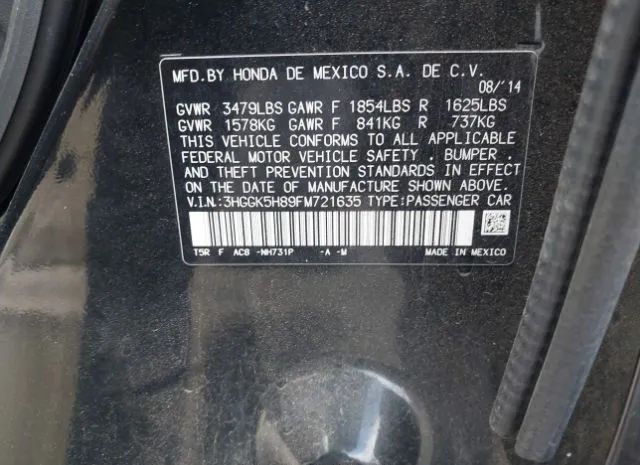 MFD.BY HONDA DE MEXICO S.A. DE C.V.
08/'14
GVWR 3479LBS GAWR F 1854LBS R 1625LBS
GVWR 1578KG GAWR F 841KG R 737KG
THIS VEHICLE CONFORMS TO ALL APPLICABLE
FEDERAL MOTOR VEHICLE SAFETY . BUMPER .
AND THEFT PREVENTION STANDARDS IN EFFECT ON
THE DATE OF MANUFACTURE SHOWN ABOVE.
V.I.N.:3HGGK5H89FM721635 TYPE:PASSENGER CAR
T5R F AC8 -NH731P -A -M MADE IN MEXICO